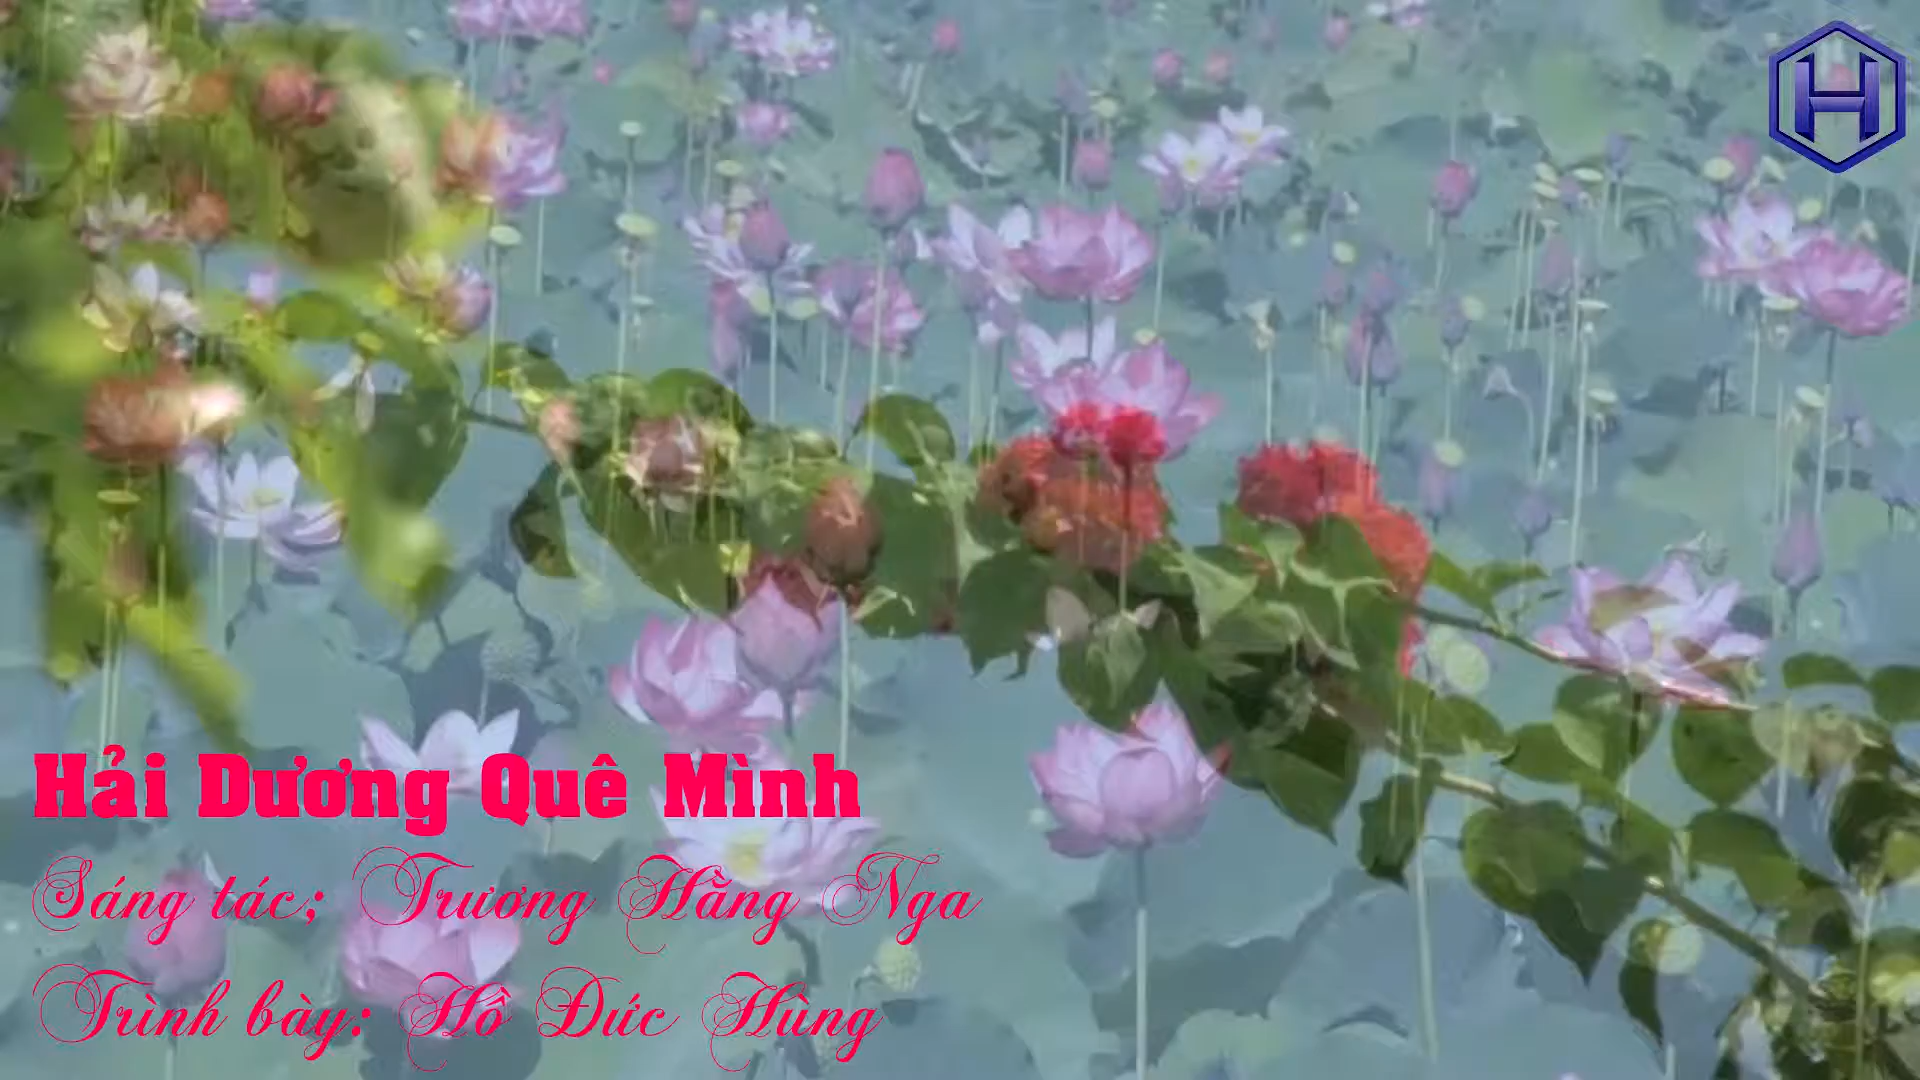 H
Hải Dương Quê Mình
Sáng tác; Trương Hằng Nga
Trình bày: Hồ Đức Hùng